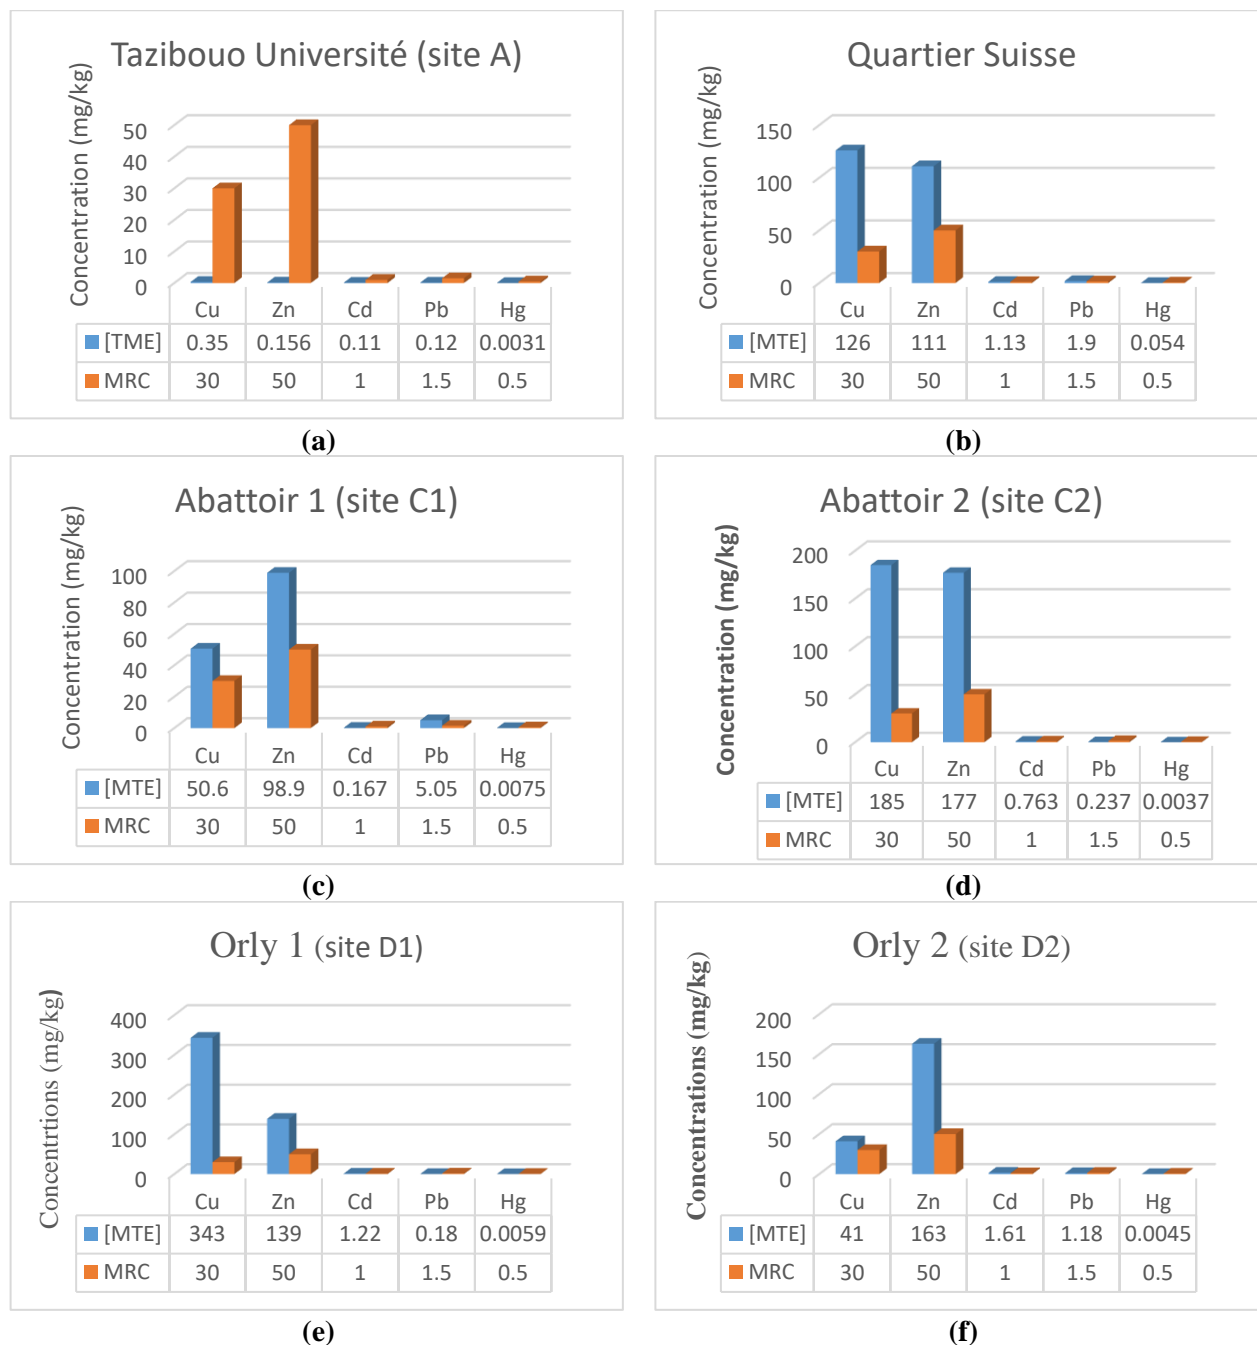 Tazibouo Université (site A)
Concentration (mg/kg)
50
40
30
20
10
0
Cu Zn Cd Pb Hg
[TME] 0.35 0.156 0.11 0.12 0.0031
MRC 30 50 1 1.5 0.5
(a)
Quartier Suisse
Concentration (mg/kg)
150
100
50
0
Cu Zn Cd Pb Hg
[MTE] 126 111 1.13 1.9 0.054
MRC 30 50 1 1.5 0.5
(b)
Abattoir 1 (site C1)
Concentration (mg/kg)
100
80
60
40
20
0
Cu Zn Cd Pb Hg
[MTE] 50.6 98.9 0.167 5.05 0.0075
MRC 30 50 1 1.5 0.5
(c)
Abattoir 2 (site C2)
Concentration (mg/kg)
200
150
100
50
0
Cu Zn Cd Pb Hg
[MTE] 185 177 0.763 0.237 0.0037
MRC 30 50 1 1.5 0.5
(d)
Orly 1 (site D1)
Concentrtions (mg/kg)
400
300
200
100
0
Cu Zn Cd Pb Hg
[MTE] 343 139 1.22 0.18 0.0059
MRC 30 50 1 1.5 0.5
(e)
Orly 2 (site D2)
Concentrations (mg/kg)
200
150
100
50
0
Cu Zn Cd Pb Hg
[MTE] 41 163 1.61 1.18 0.0045
MRC 30 50 1 1.5 0.5
(f)